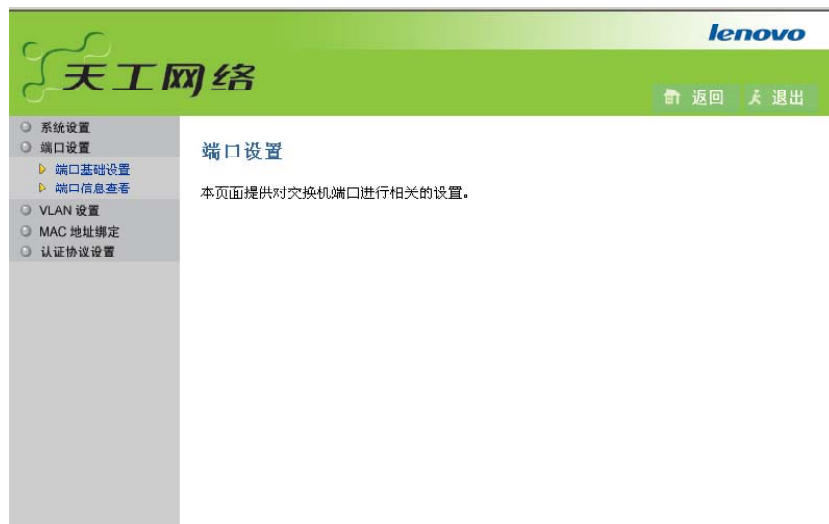 lenovo
天工网络
返回 退出
系统设置
端口设置
端口基础设置
端口信息查看
VLAN 设置
MAC 地址绑定
认证协议设置
端口设置
本页面提供对交换机端口进行相关的设置。